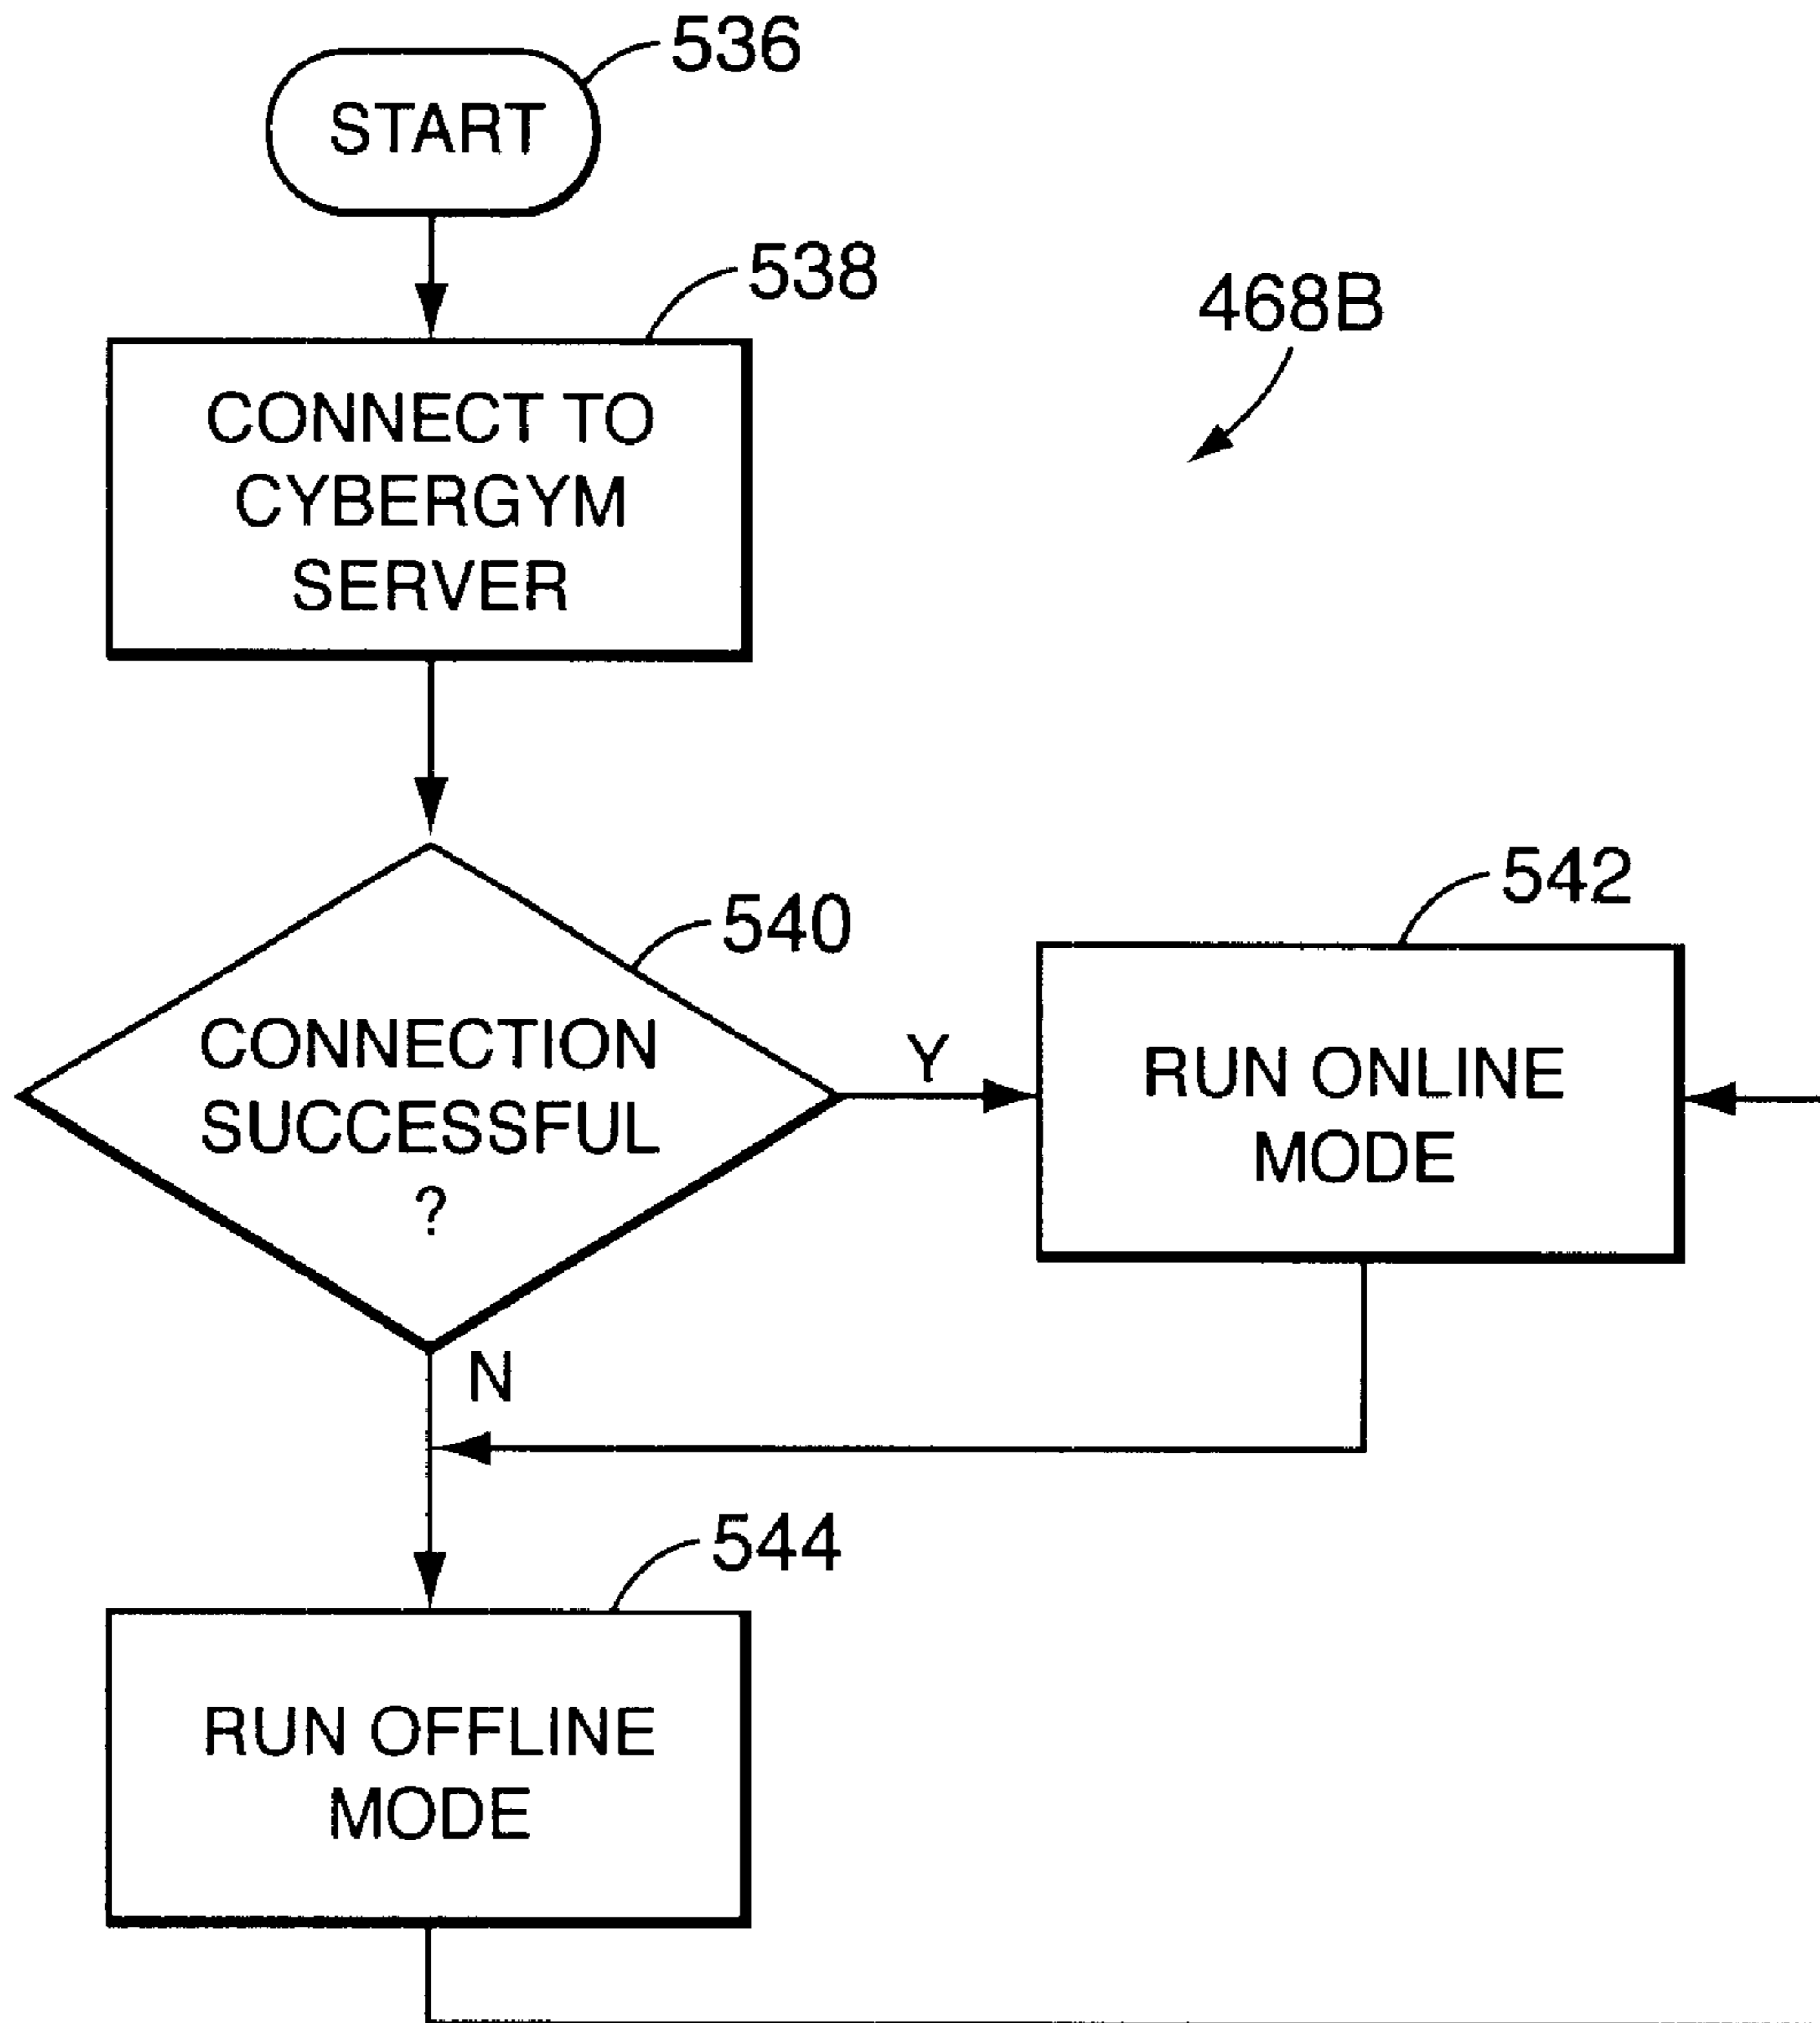 536
START
538
468B
CONNECT TO
CYBERGYM
SERVER
540
542
CONNECTION
SUCCESSFUL
?
Y
RUN ONLINE
MODE
N
544
RUN OFFLINE
MODE